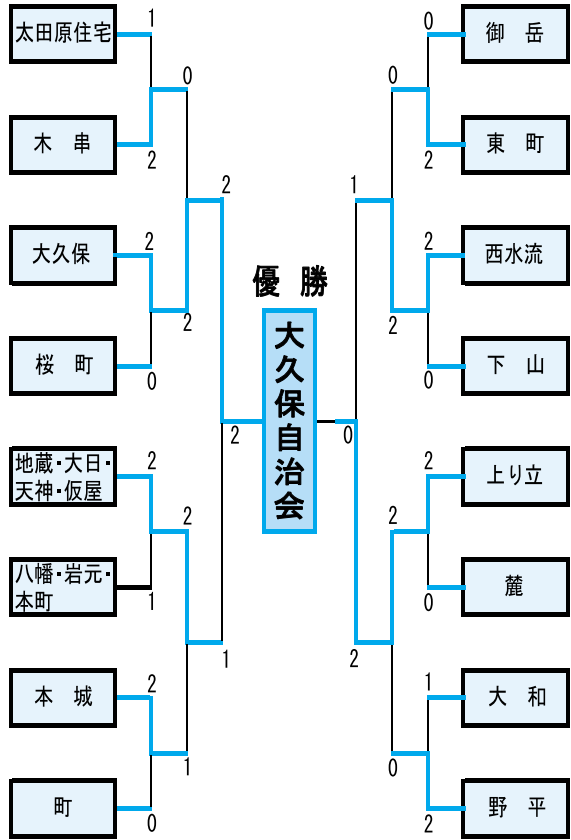 太田原住宅
1
0
木串
2
2
大久保
2
2
桜町
0
地蔵・大日・
天神・仮屋
2
2
八幡・岩元・
本町
1
1
本城
2
1
町
0
優勝
大久保自治会
2
0
御岳
0
0
東町
2
1
西水流
2
2
下山
0
上り立
2
2
麓
0
2
大和
1
0
野平
2